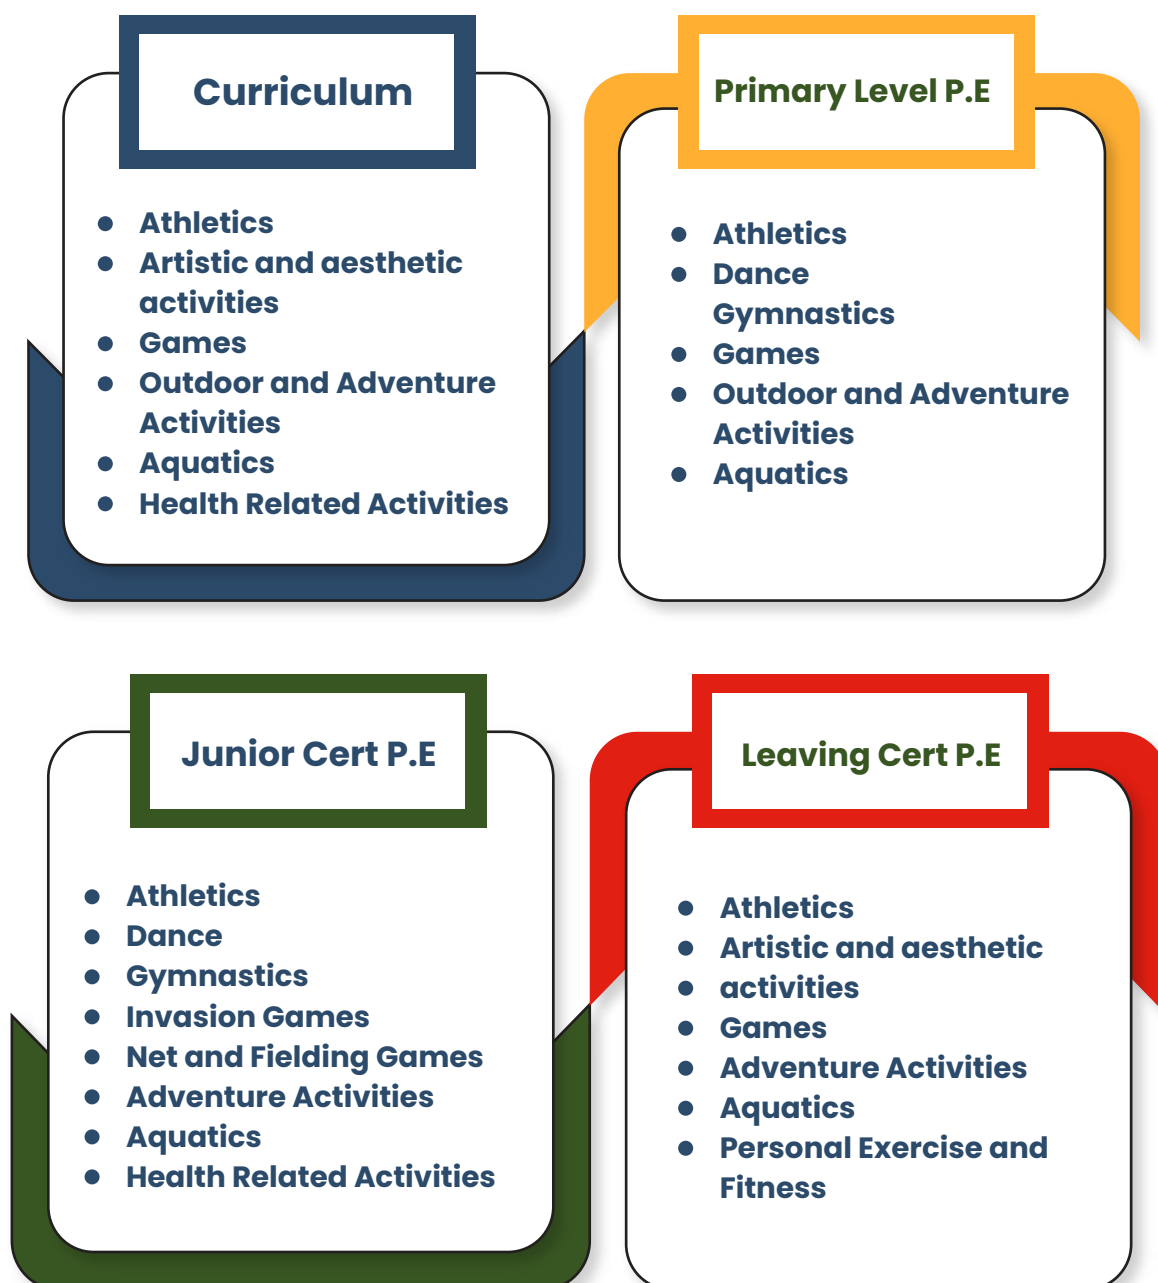 Curriculum
● Athletics
● Artistic and aesthetic
activities
● Games
● Outdoor and Adventure
Activities
● Aquatics
● Health Related Activities
Primary Level P.E
● Athletics
● Dance
Gymnastics
● Games
● Outdoor and Adventure
Activities
● Aquatics
Junior Cert P.E
● Athletics
● Dance
● Gymnastics
● Invasion Games
● Net and Fielding Games
● Adventure Activities
● Aquatics
● Health Related Activities
Leaving Cert P.E
● Athletics
● Artistic and aesthetic
● activities
● Games
● Adventure Activities
● Aquatics
● Personal Exercise and
Fitness